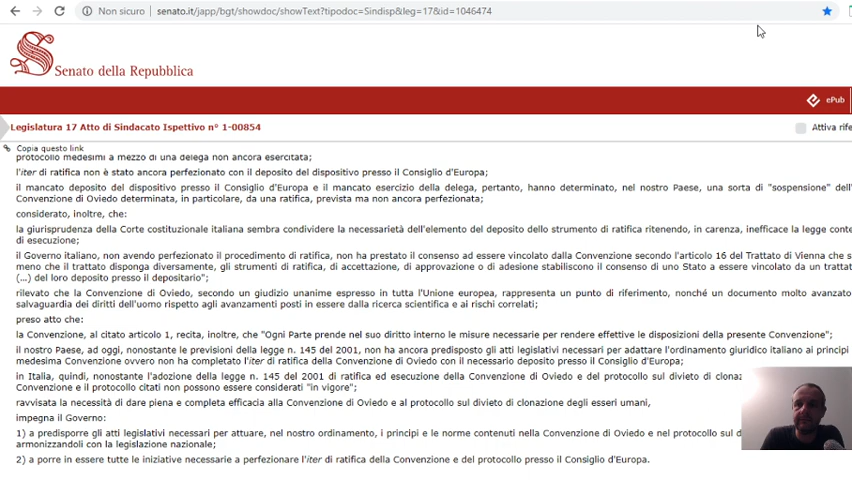 Non sicuro | senato.it/japp/bgt/showdoc/showText?tipodoc=Sindisp&leg=17&id=1046474
Senato della Repubblica
ePub
Legislatura 17 Atto di Sindacato Ispettivo n° 1-00854
Attiva rife
Copia questo link
protocollo medesimi a mezzo di una delega non ancora esercitata;
l'iter di ratifica non è stato ancora perfezionato con il deposito del dispositivo presso il Consiglio d'Europa;
il mancato deposito del dispositivo presso il Consiglio d'Europa e il mancato esercizio della delega, pertanto, hanno determinato, nel nostro Paese, una sorta di "sospensione" dell'
Convenzione di Oviedo determinata, in particolare, da una ratifica, prevista ma non ancora perfezionata;
considerato, inoltre, che:
la giurisprudenza della Corte costituzionale italiana sembra condividere la necessarietà dell'elemento del deposito dello strumento di ratifica ritenendo, in carenza, inefficace la legge conte
di esecuzione;
il Governo italiano, non avendo perfezionato il procedimento di ratifica, non ha prestato il consenso ad essere vincolato dalla Convenzione secondo l'articolo 16 del Trattato di Vienna che s
meno che il trattato disponga diversamente, gli strumenti di ratifica, di accettazione, di approvazione o di adesione stabiliscono il consenso di uno Stato a essere vincolato da un trattat
(...) del loro deposito presso il depositario";
rilevato che la Convenzione di Oviedo, secondo un giudizio unanime espresso in tutta l'Unione europea, rappresenta un punto di riferimento, nonché un documento molto avanzato
salvaguardia dei diritti dell'uomo rispetto agli avanzamenti posti in essere dalla ricerca scientifica e ai rischi correlati;
preso atto che:
la Convenzione, al citato articolo 1, recita, inoltre, che "Ogni Parte prende nel suo diritto interno le misure necessarie per rendere effettive le disposizioni della presente Convenzione";
il nostro Paese, ad oggi, nonostante le previsioni della legge n. 145 del 2001, non ha ancora predisposto gli atti legislativi necessari per adattare l'ordinamento giuridico italiano ai principi
medesima Convenzione ovvero non ha completato l'iter di ratifica della Convenzione di Oviedo con il necessario deposito presso il Consiglio d'Europa;
in Italia, quindi, nonostante l'adozione della legge n. 145 del 2001 di ratifica ed esecuzione della Convenzione di Oviedo e del protocollo sul divieto di clonaz
Convenzione e il protocollo citati non possono essere considerati "in vigore";
ravvisata la necessità di dare piena e completa efficacia alla Convenzione di Oviedo e al protocollo sul divieto di clonazione degli esseri umani,
impegna il Governo:
1) a predisporre gli atti legislativi necessari per attuare, nel nostro ordinamento, i principi e le norme contenuti nella Convenzione di Oviedo e nel protocollo sul d
armonizzandoli con la legislazione nazionale;
2) a porre in essere tutte le iniziative necessarie a perfezionare l'iter di ratifica della Convenzione e del protocollo presso il Consiglio d'Europa.